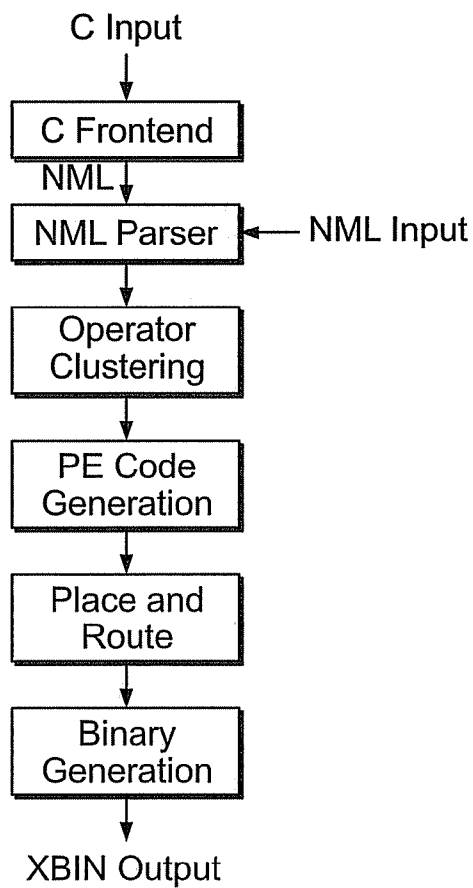 C Input
C Frontend
NML
NML Parser
NML Input
Operator
Clustering
PE Code
Generation
Place and
Route
Binary
Generation
XBIN Output